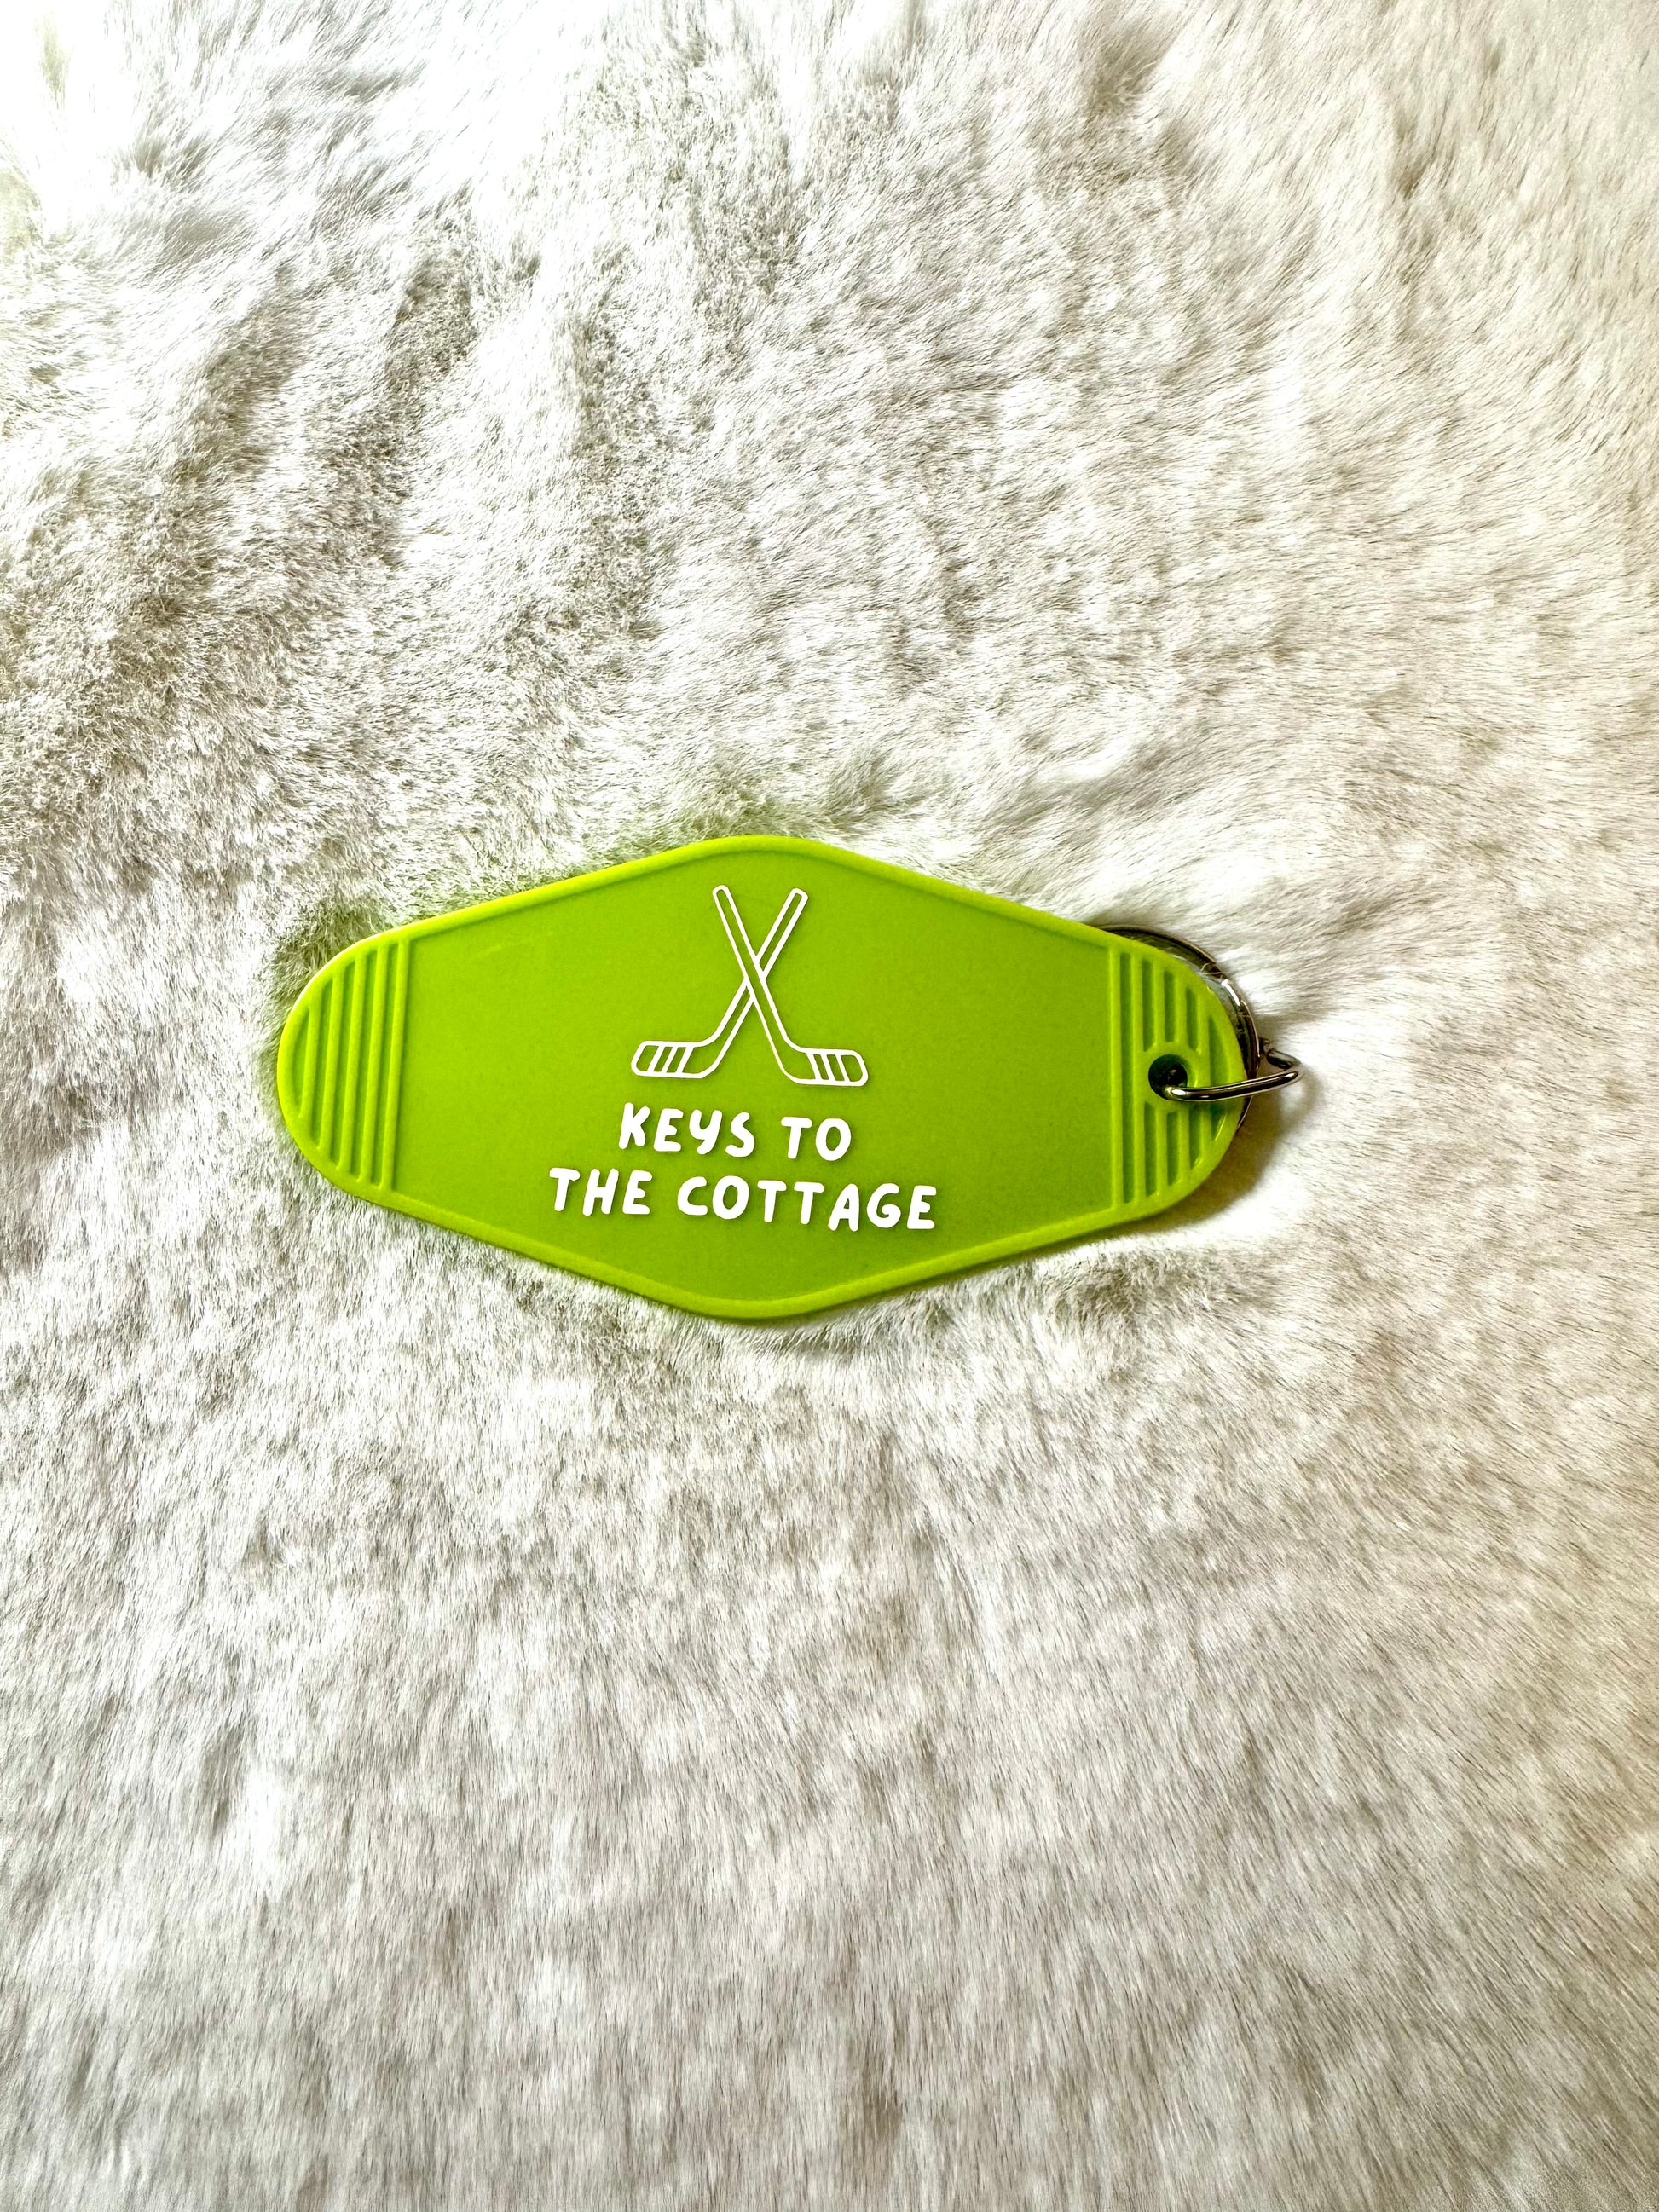 KEYS TO
THE COTTAGE